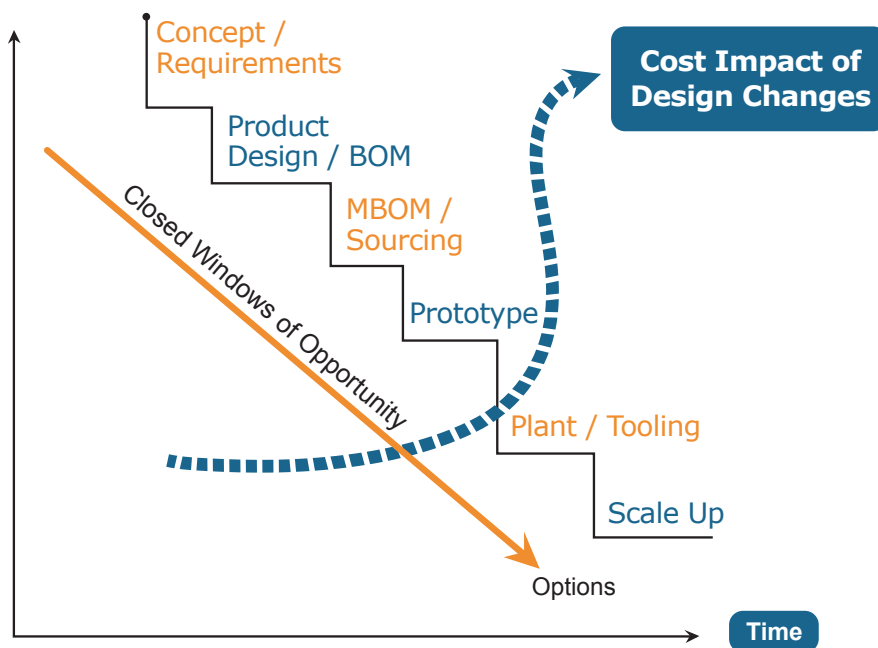 Concept /
Requirements
Cost Impact of
Design Changes
Product
Design / BOM
MBOM /
Sourcing
Closed Windows of Opportunity
Prototype
Plant / Tooling
Scale Up
Options
Time